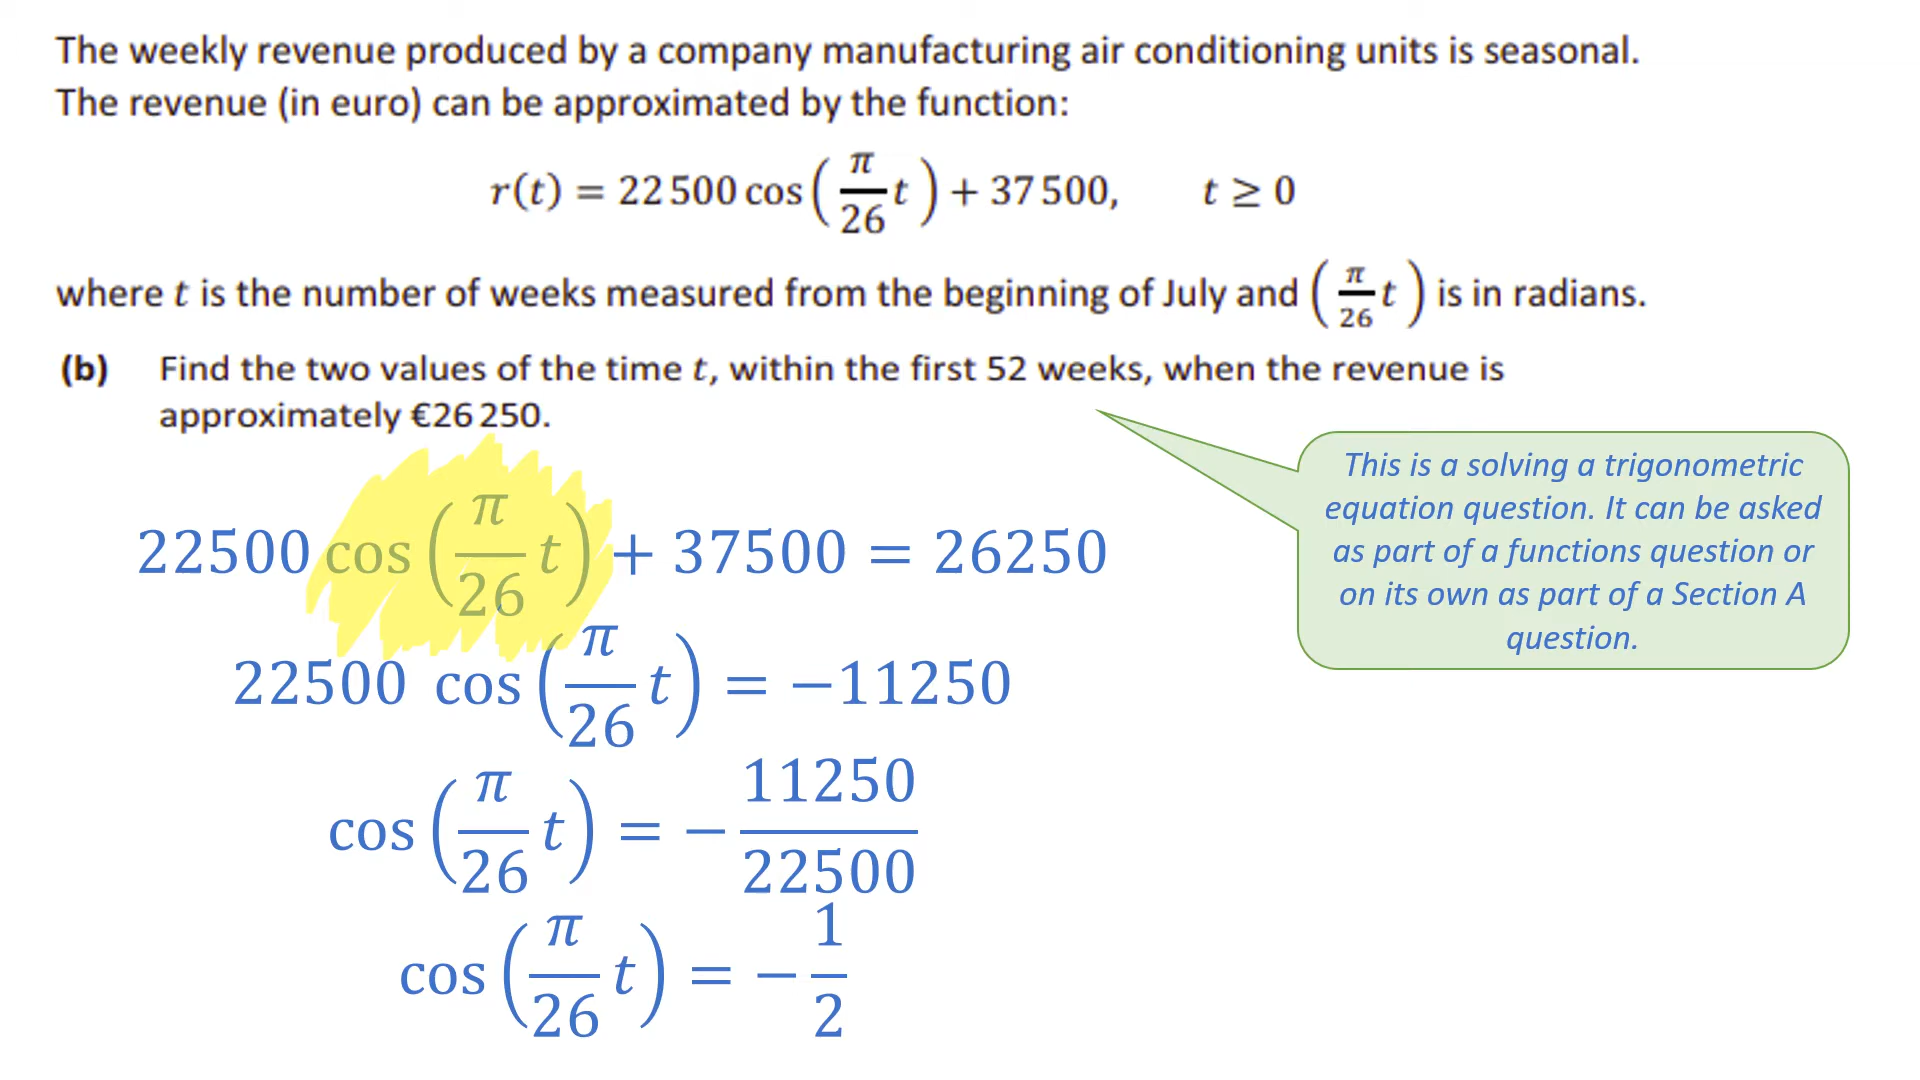 The weekly revenue produced by a company manufacturing air conditioning units is seasonal.
The revenue (in euro) can be approximated by the function:
r(t) = 22 500 cos(π/26 t) + 37 500,    t ≥ 0
where t is the number of weeks measured from the beginning of July and (π/26 t) is in radians.
(b) Find the two values of the time t, within the first 52 weeks, when the revenue is
approximately €26 250.
This is a solving a trigonometric
equation question. It can be asked
as part of a functions question or
on its own as part of a Section A
question.
22500 cos(π/26 t) + 37500 = 26250
22500 cos(π/26 t) = −11250
cos(π/26 t) = −11250/22500
cos(π/26 t) = −1/2